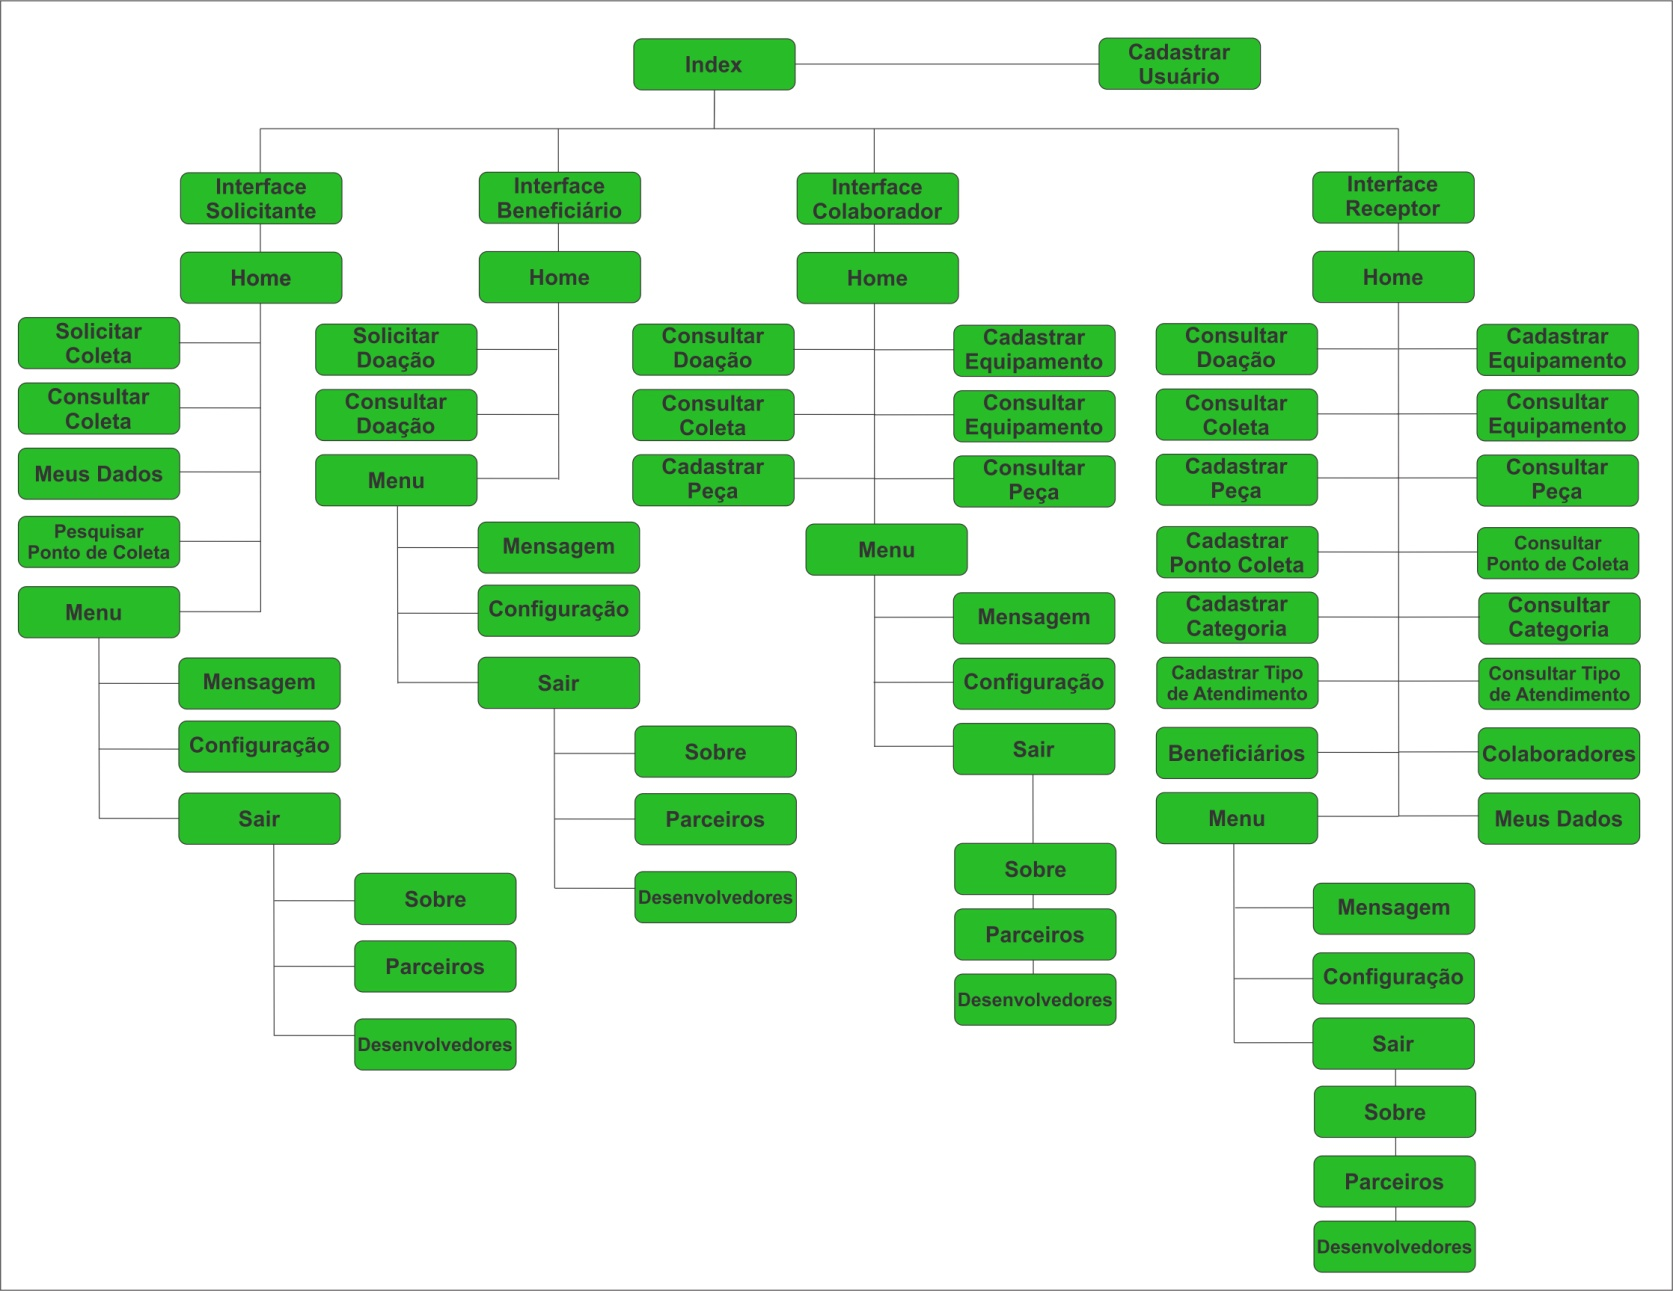 Index
Cadastrar
Usuário
Interface
Solicitante
Home
Solicitar
Coleta
Consultar
Coleta
Meus Dados
Pesquisar
Ponto de Coleta
Menu
Mensagem
Configuração
Sair
Sobre
Parceiros
Desenvolvedores
Interface
Beneficiário
Home
Solicitar
Doação
Consultar
Doação
Menu
Mensagem
Configuração
Sair
Sobre
Parceiros
Desenvolvedores
Interface
Colaborador
Home
Consultar
Doação
Cadastrar
Equipamento
Consultar
Coleta
Consultar
Equipamento
Cadastrar
Peça
Consultar
Peça
Menu
Mensagem
Configuração
Sair
Sobre
Parceiros
Desenvolvedores
Interface
Receptor
Home
Consultar
Doação
Cadastrar
Equipamento
Consultar
Coleta
Consultar
Equipamento
Cadastrar
Peça
Consultar
Peça
Cadastrar
Ponto Coleta
Consultar
Ponto de Coleta
Cadastrar
Categoria
Consultar
Categoria
Cadastrar Tipo
de Atendimento
Consultar Tipo
de Atendimento
Beneficiários
Colaboradores
Menu
Meus Dados
Mensagem
Configuração
Sair
Sobre
Parceiros
Desenvolvedores